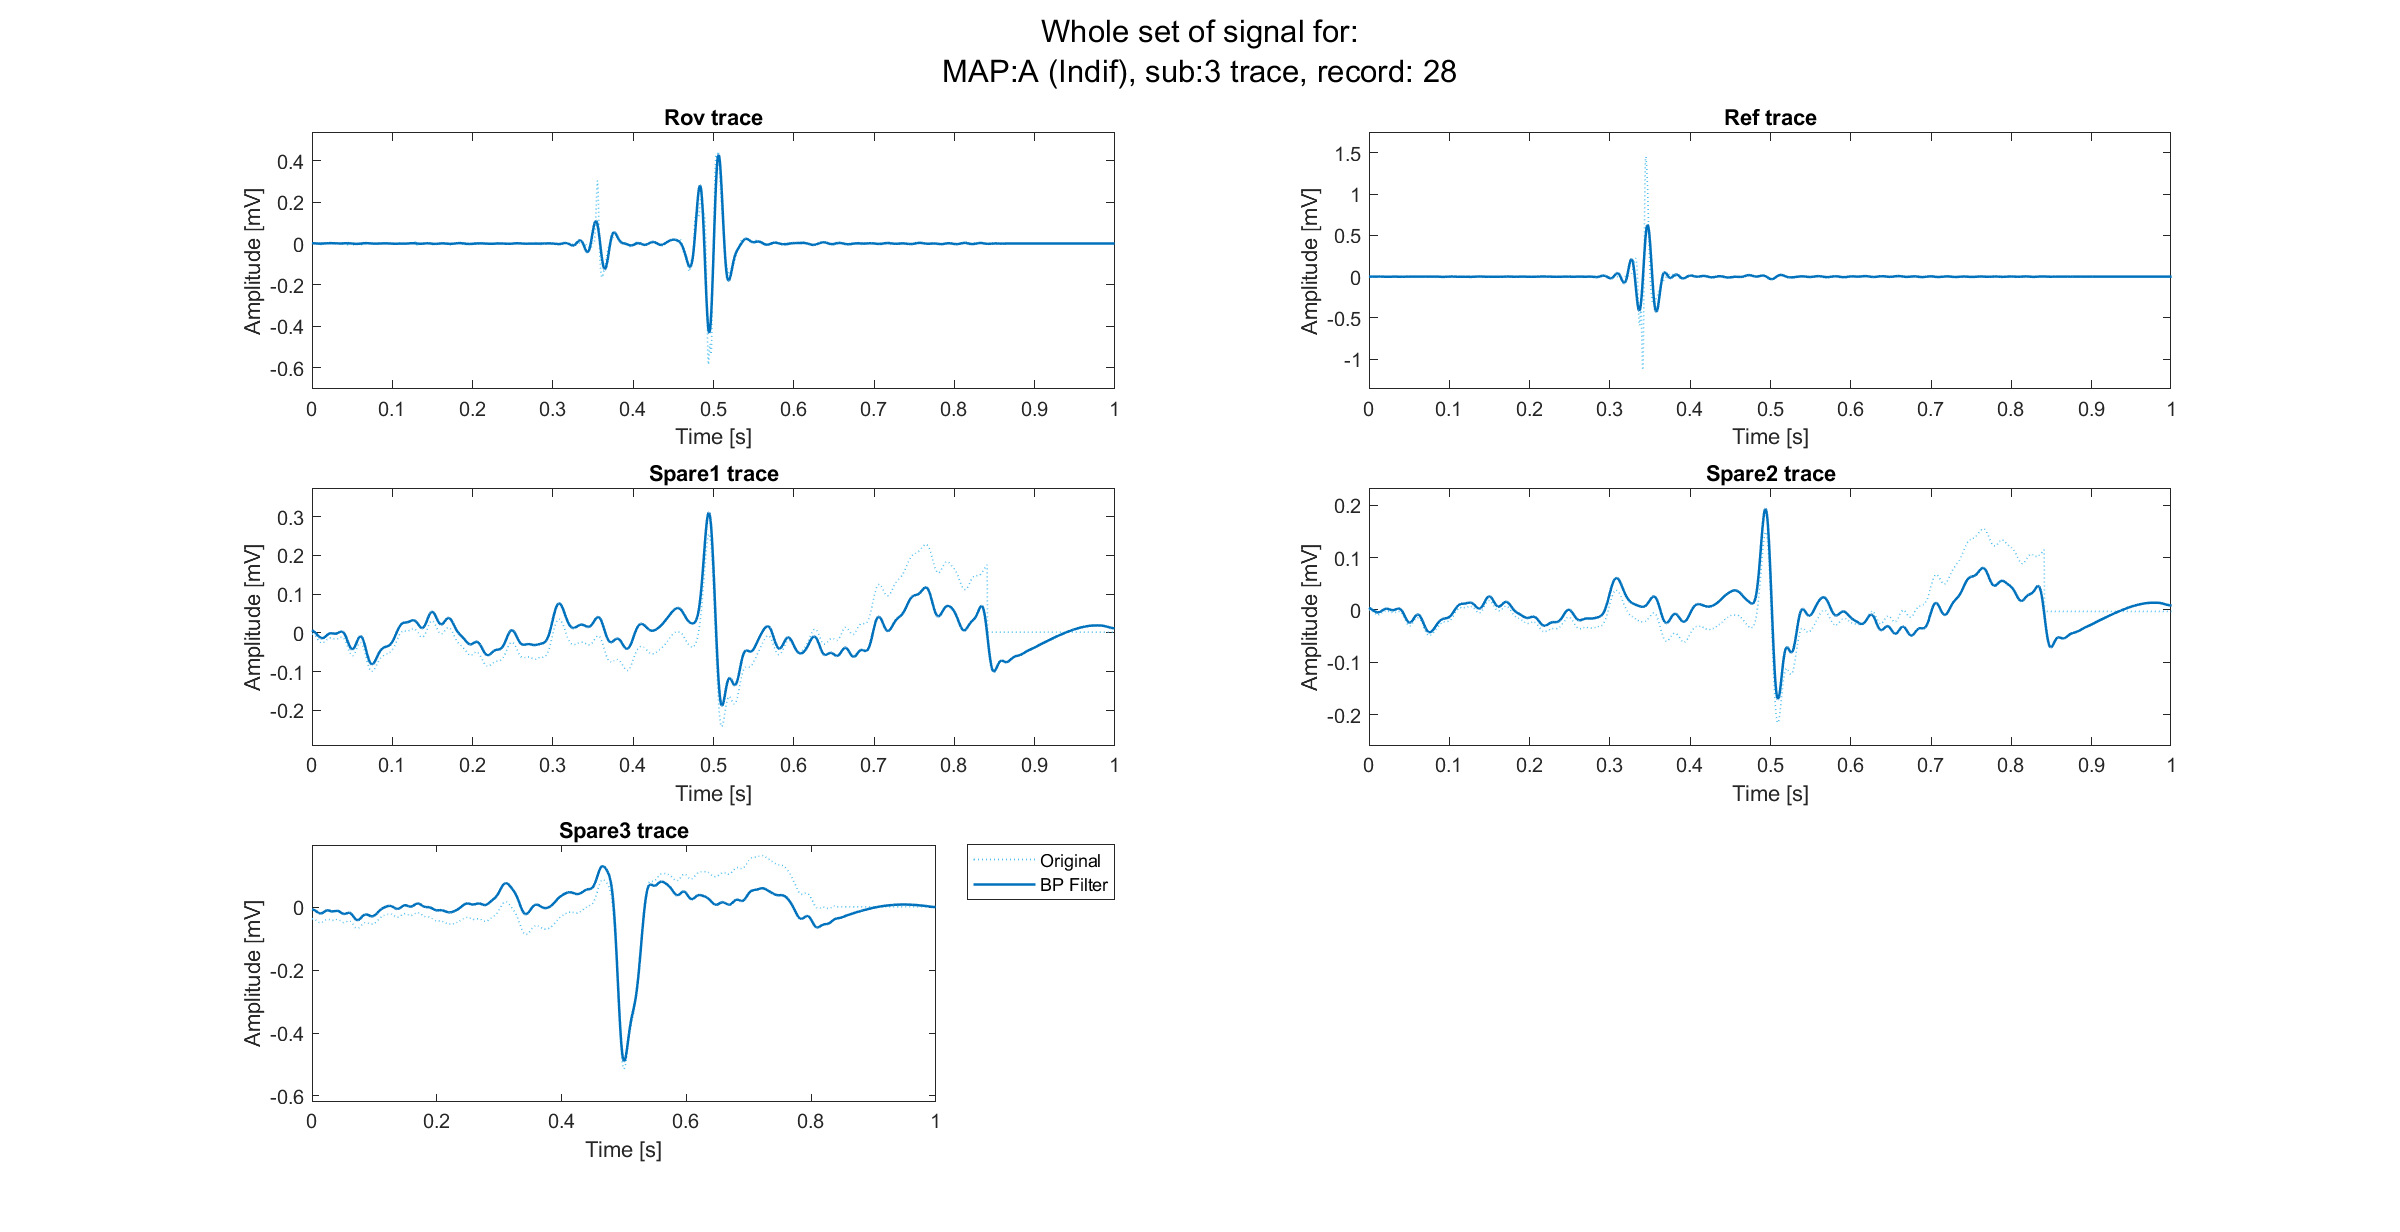 Whole set of signal for:
MAP:A (Indif), sub:3 trace, record: 28
Rov trace
Amplitude [mV]
0.4
0.2
0
-0.2
-0.4
-0.6
0 0.1 0.2 0.3 0.4 0.5 0.6 0.7 0.8 0.9 1
Time [s]
Ref trace
Amplitude [mV]
1.5
1
0.5
0
-0.5
-1
0 0.1 0.2 0.3 0.4 0.5 0.6 0.7 0.8 0.9 1
Time [s]
Spare1 trace
Amplitude [mV]
0.3
0.2
0.1
0
-0.1
-0.2
0 0.1 0.2 0.3 0.4 0.5 0.6 0.7 0.8 0.9 1
Time [s]
Spare2 trace
Amplitude [mV]
0.2
0.1
0
-0.1
-0.2
0 0.1 0.2 0.3 0.4 0.5 0.6 0.7 0.8 0.9 1
Time [s]
Spare3 trace
Amplitude [mV]
0
-0.2
-0.4
-0.6
0 0.2 0.4 0.6 0.8 1
Time [s]
Original
BP Filter